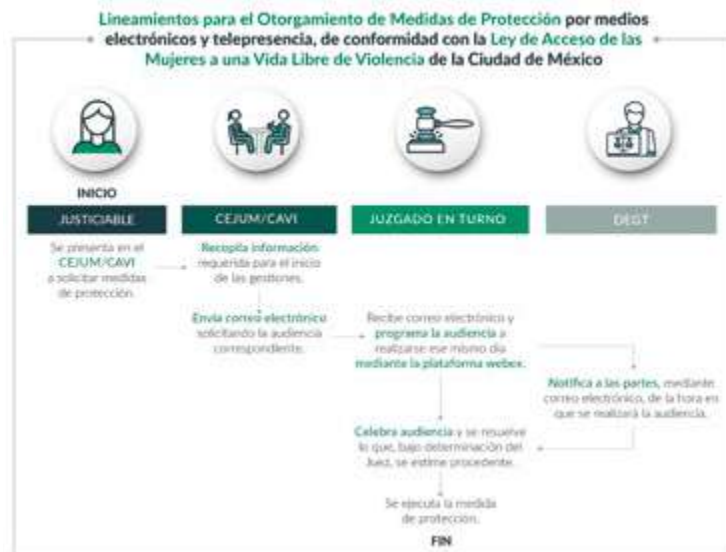 Lineamientos para el Otorgamiento de Medidas de Protección por medios
electrónicos y telepresencia, de conformidad con la Ley de Acceso de las
Mujeres a una Vida Libre de Violencia de la Ciudad de México
INICIO
JUSTICIABLE
Se presenta en el
CEJUM/CAVI
a solicitar medidas
de protección.
CEJUM/CAVI
Recopila información
requerida para el inicio
de las gestiones.
Envía correo electrónico
solicitando la audiencia
correspondiente.
JUZGADO EN TURNO
Recibe correo electrónico y
programa la audiencia a
realizarse ese mismo día
mediante la plataforma webex.
DEGT
Notifica a las partes, mediante
correo electrónico, de la hora en
que se realizará la audiencia.
Celebra audiencia y se resuelve
lo que, bajo determinación del
Juez, se estime procedente.
Se ejecuta la medida
de protección.
FIN